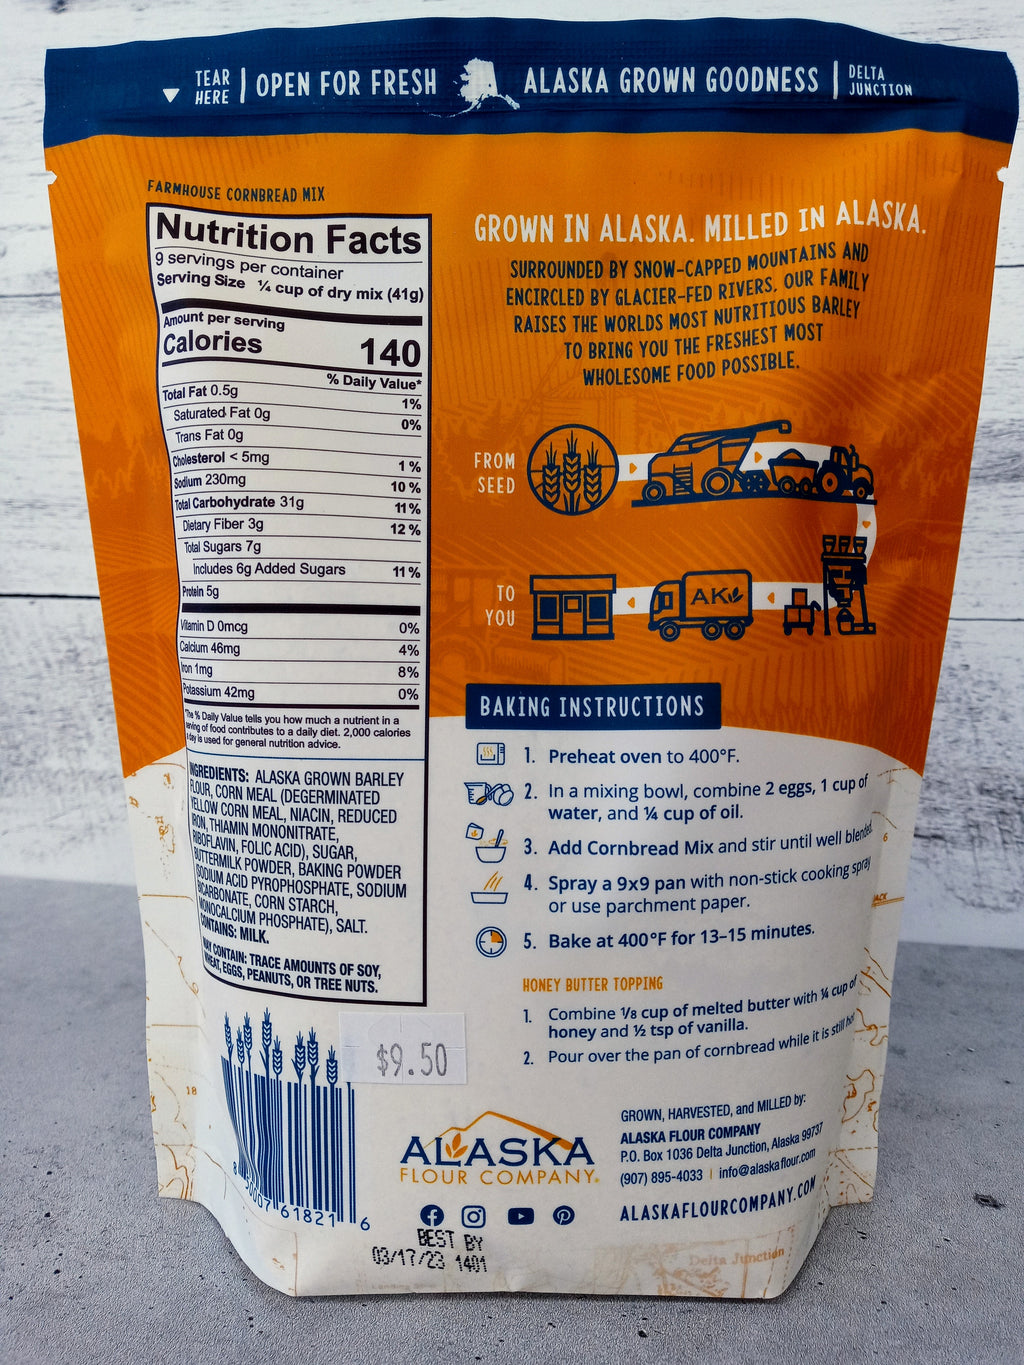 TEAR
HERE
OPEN FOR FRESH
ALASKA GROWN GOODNESS
DELTA
JUNCTION
FARMHOUSE CORNBREAD MIX
Nutrition Facts
9 servings per container
Serving Size ¼ cup of dry mix (41g)
Amount per serving
Calories 140
% Daily Value*
Total Fat 0.5g 1%
Saturated Fat 0g 0%
Trans Fat 0g
Cholesterol < 5mg 1%
Sodium 230mg 10%
Total Carbohydrate 31g 11%
Dietary Fiber 3g 12%
Total Sugars 7g
Includes 6g Added Sugars 11%
Protein 5g
Vitamin D 0mcg 0%
Calcium 46mg 4%
Iron 1mg 8%
Potassium 42mg 0%
*The % Daily Value tells you how much a nutrient in a
serving of food contributes to a daily diet. 2,000 calories
a day is used for general nutrition advice.
INGREDIENTS: ALASKA GROWN BARLEY
FLOUR, CORN MEAL (DEGERMINATED
YELLOW CORN MEAL, NIACIN, REDUCED
IRON, THIAMIN MONONITRATE,
RIBOFLAVIN, FOLIC ACID), SUGAR,
BUTTERMILK POWDER, BAKING POWDER
(SODIUM ACID PYROPHOSPHATE, SODIUM
BICARBONATE, CORN STARCH,
MONOCALCIUM PHOSPHATE), SALT.
CONTAINS: MILK.
MAY CONTAIN: TRACE AMOUNTS OF SOY,
WHEAT, EGGS, PEANUTS, OR TREE NUTS.
GROWN IN ALASKA. MILLED IN ALASKA.
SURROUNDED BY SNOW-CAPPED MOUNTAINS AND
ENCIRCLED BY GLACIER-FED RIVERS, OUR FAMILY
RAISES THE WORLDS MOST NUTRITIOUS BARLEY
TO BRING YOU THE FRESHEST MOST
WHOLESOME FOOD POSSIBLE.
FROM
SEED
TO
YOU
AK
BAKING INSTRUCTIONS
1. Preheat oven to 400°F.
2. In a mixing bowl, combine 2 eggs, 1 cup of
water, and ¼ cup of oil.
3. Add Cornbread Mix and stir until well blended.
4. Spray a 9x9 pan with non-stick cooking spray
or use parchment paper.
5. Bake at 400°F for 13–15 minutes.
HONEY BUTTER TOPPING
1. Combine 1/8 cup of melted butter with ¼ cup of
honey and ½ tsp of vanilla.
2. Pour over the pan of cornbread while it is still hot
$9.50
8 50007 61821 6
ALASKA
FLOUR COMPANY
GROWN, HARVESTED, and MILLED by:
ALASKA FLOUR COMPANY
P.O. Box 1036 Delta Junction, Alaska 99737
(907) 895-4033 | info@alaskaflour.com
ALASKAFLOURCOMPANY.COM
BEST BY
03/17/23 1401
Delta Junction
18
6